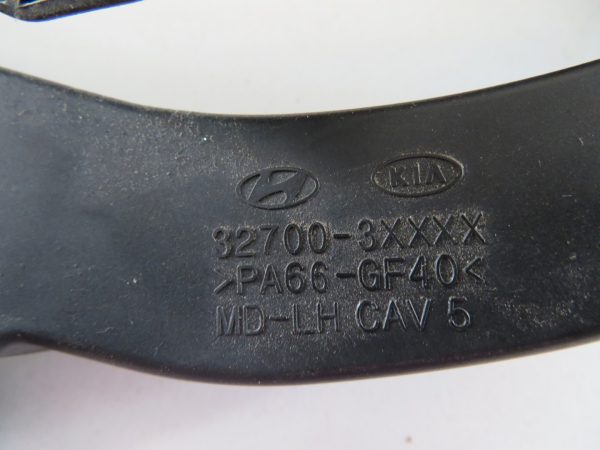 KIA
32700-3XXXX
>PA66-GF40<
MD-LH CAV 5